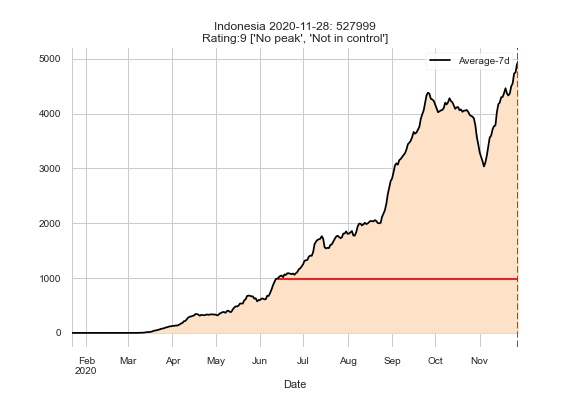 Indonesia 2020-11-28: 527999
Rating:9 ['No peak', 'Not in control']
Average-7d
5000
4000
3000
2000
1000
0
Feb Mar Apr May Jun Jul Aug Sep Oct Nov
2020
Date